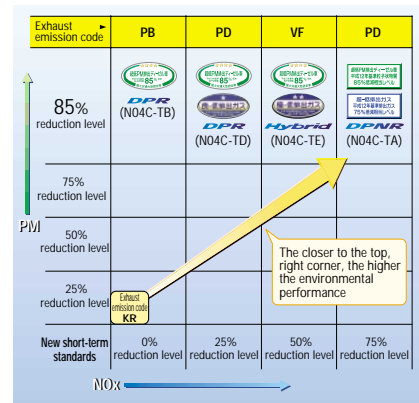 Exhaust emission code ► PB PD VF PD
85% reduction level
DPR
(N04C-TB)
DPR
(N04C-TD)
Hybrid
(N04C-TE)
DPNR
(N04C-TA)
75%
reduction level
50%
reduction level
25%
reduction level
PM
Exhaust
emission code
KR
The closer to the top,
right corner, the higher
the environmental
performance
New short-term
standards
0%
reduction level
25%
reduction level
50%
reduction level
75%
reduction level
NOx